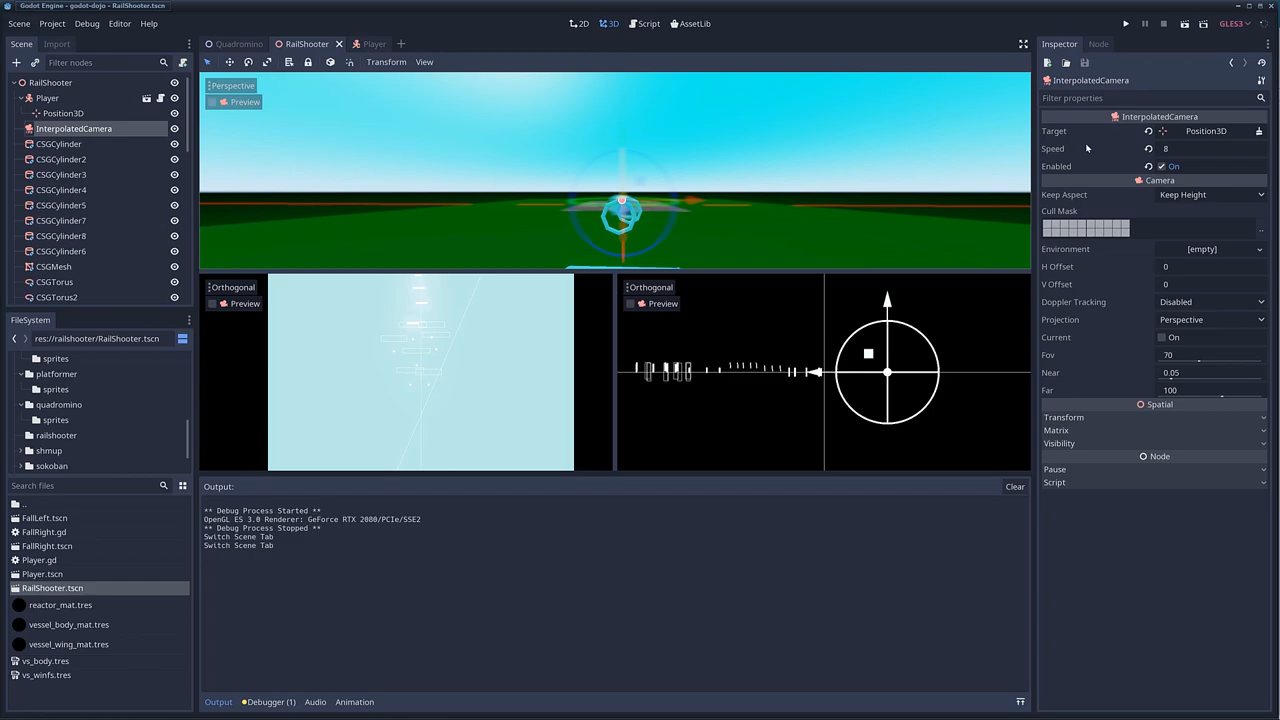 Godot Engine - godot-dojo - RailShooter.tscn
Scene Project Debug Editor Help
2D 3D Script AssetLib
GLES3
Scene Import
Filter nodes
RailShooter
Player
Position3D
InterpolatedCamera
CSGCylinder
CSGCylinder2
CSGCylinder3
CSGCylinder4
CSGCylinder5
CSGCylinder7
CSGCylinder8
CSGCylinder6
CSGMesh
CSGTorus
CSGTorus2
FileSystem
res://railshooter/RailShooter.tscn
sprites
platformer
sprites
quadromino
sprites
railshooter
shmup
sokoban
Search files
..
FallLeft.tscn
FallRight.gd
FallRight.tscn
Player.gd
Player.tscn
RailShooter.tscn
reactor_mat.tres
vessel_body_mat.tres
vessel_wing_mat.tres
vs_body.tres
vs_winfs.tres
Quadromino RailShooter Player
Transform View
Perspective
Preview
Orthogonal
Preview
Orthogonal
Preview
Output:
Clear
** Debug Process Started **
OpenGL ES 3.0 Renderer: GeForce RTX 2080/PCIe/SSE2
** Debug Process Stopped **
Switch Scene Tab
Switch Scene Tab
Output Debugger (1) Audio Animation
Inspector Node
InterpolatedCamera
Filter properties
InterpolatedCamera
Target Position3D
Speed 8
Enabled On
Camera
Keep Aspect Keep Height
Cull Mask
..
Environment [empty]
H Offset 0
V Offset 0
Doppler Tracking Disabled
Projection Perspective
Current On
Fov 70
Near 0.05
Far 100
Spatial
Transform
Matrix
Visibility
Node
Pause
Script